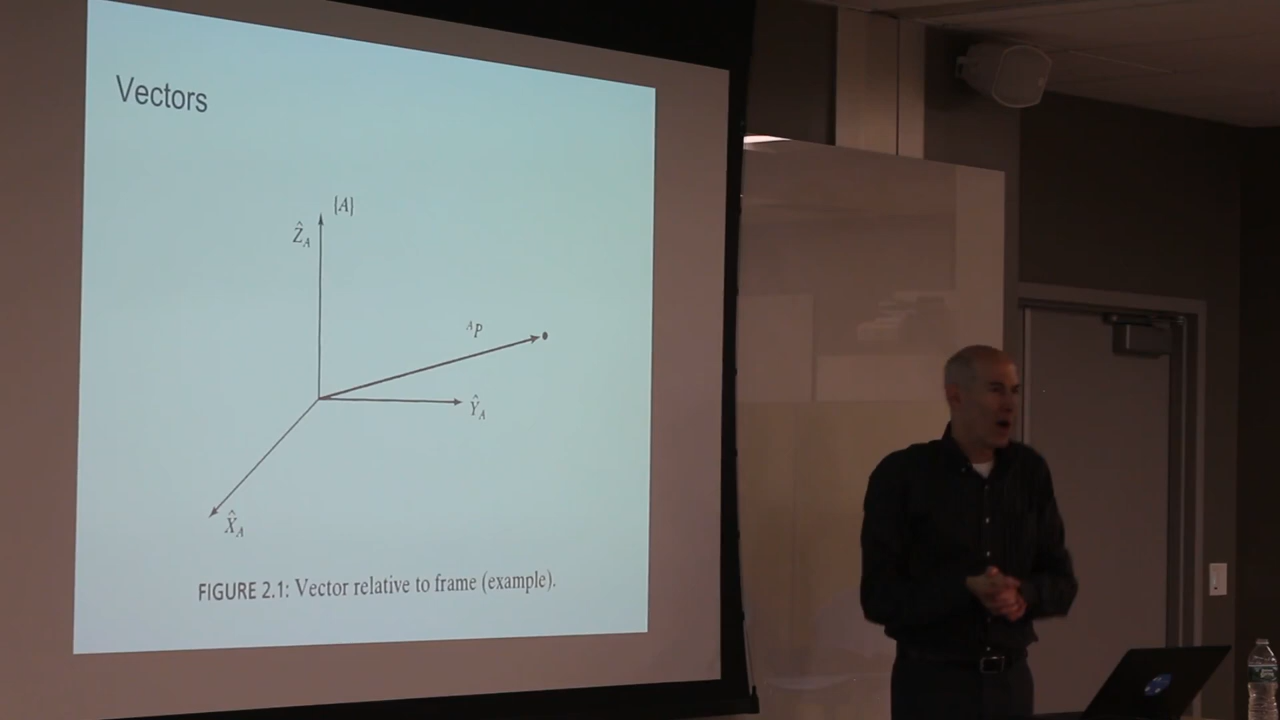 Vectors
{A}
Ẑ_A
^A P
Ŷ_A
X̂_A
FIGURE 2.1: Vector relative to frame (example).